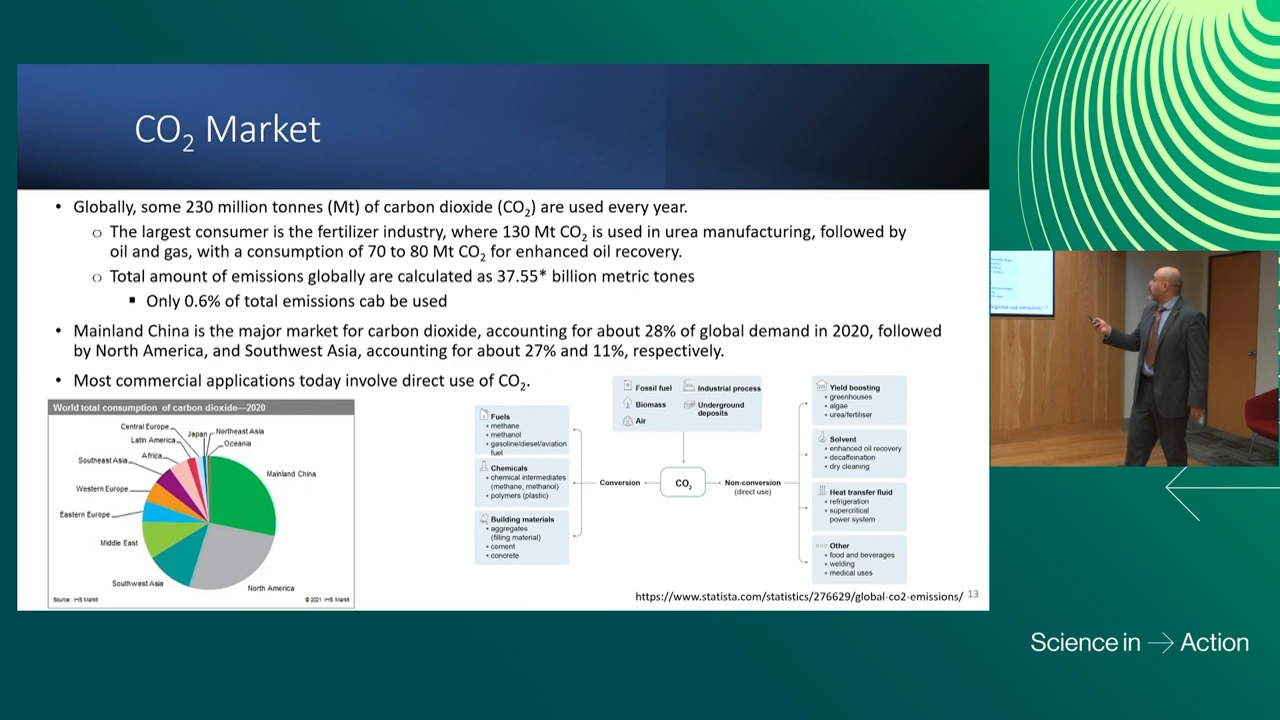 CO2 Market
• Globally, some 230 million tonnes (Mt) of carbon dioxide (CO2) are used every year.
o The largest consumer is the fertilizer industry, where 130 Mt CO2 is used in urea manufacturing, followed by
oil and gas, with a consumption of 70 to 80 Mt CO2 for enhanced oil recovery.
o Total amount of emission globally are calculated as 37.55* billion metric tones
▪ Only 0.6% of total emissions cab be used
• Mainland China is the major market for carbon dioxide, accounting for about 28% of global demand in 2020, followed
by North America, and Southwest Asia, accounting for about 27% and 11%, respectively.
• Most commercial applications today involve direct use of CO2.
World total consumption of carbon dioxide—2020
Central Europe
Latin America
Japan
Northeast Asia
Oceania
Africa
Southeast Asia
Mainland China
Western Europe
Eastern Europe
Middle East
Southwest Asia
North America
Source: IHS Markit
© 2021 IHS Markit
Fuels
• methane
• methanol
• gasoline/diesel/aviation
fuel
Chemicals
• chemical intermediates
(methane, methanol)
• polymers (plastic)
Building materials
• aggregates
(filling material)
• cement
• concrete
Conversion
Fossil fuel
Industrial process
Biomass
Underground
deposits
Air
CO2
Non-conversion
(direct use)
Yield boosting
• greenhouses
• algae
• urea/fertiliser
Solvent
• enhanced oil recovery
• decaffeination
• dry cleaning
Heat transfer fluid
• refrigeration
• supercritical
power system
Other
• food and beverages
• welding
• medical uses
https://www.statista.com/statistics/276629/global-co2-emissions/
13
Science in → Action